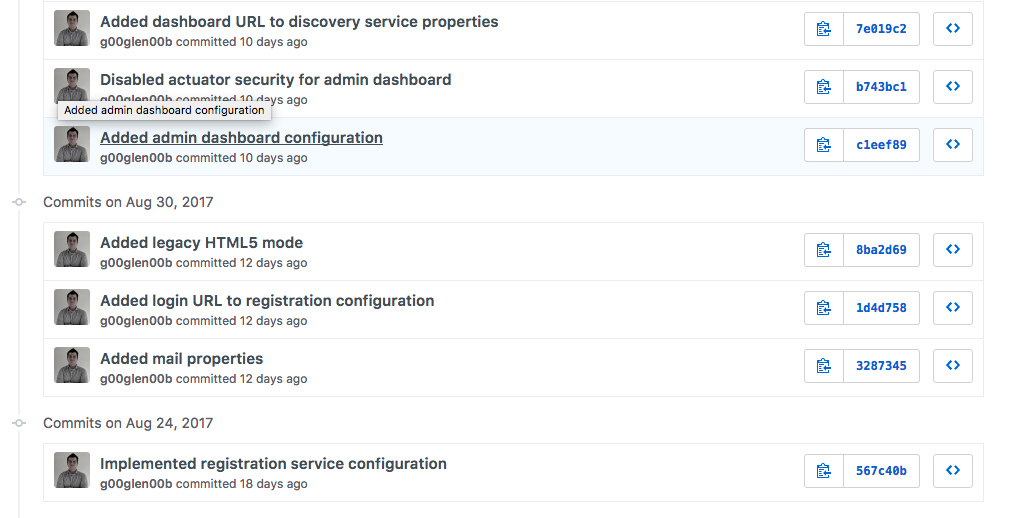 Added dashboard URL to discovery service properties
g00glen00b committed 10 days ago
7e019c2
Disabled actuator security for admin dashboard
g00glen00b committed 10 days ago
b743bc1
Added admin dashboard configuration
Added admin dashboard configuration
g00glen00b committed 10 days ago
c1eef89
Commits on Aug 30, 2017
Added legacy HTML5 mode
g00glen00b committed 12 days ago
8ba2d69
Added login URL to registration configuration
g00glen00b committed 12 days ago
1d4d758
Added mail properties
g00glen00b committed 12 days ago
3287345
Commits on Aug 24, 2017
Implemented registration service configuration
g00glen00b committed 18 days ago
567c40b